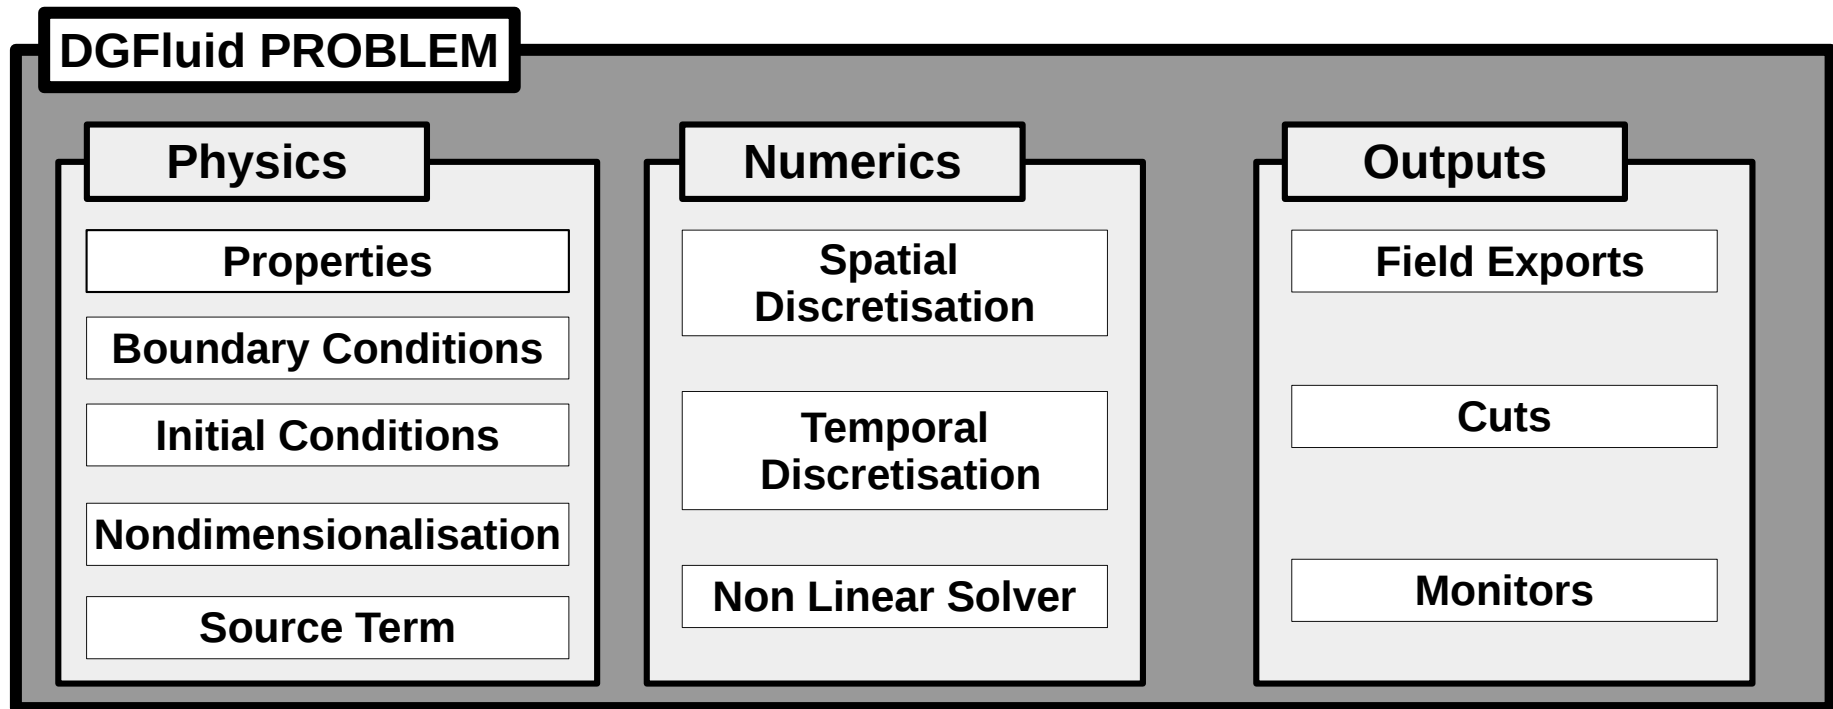 DGFluid PROBLEM
Physics
Properties
Boundary Conditions
Initial Conditions
Nondimensionalisation
Source Term
Numerics
Spatial
Discretisation
Temporal
Discretisation
Non Linear Solver
Outputs
Field Exports
Cuts
Monitors